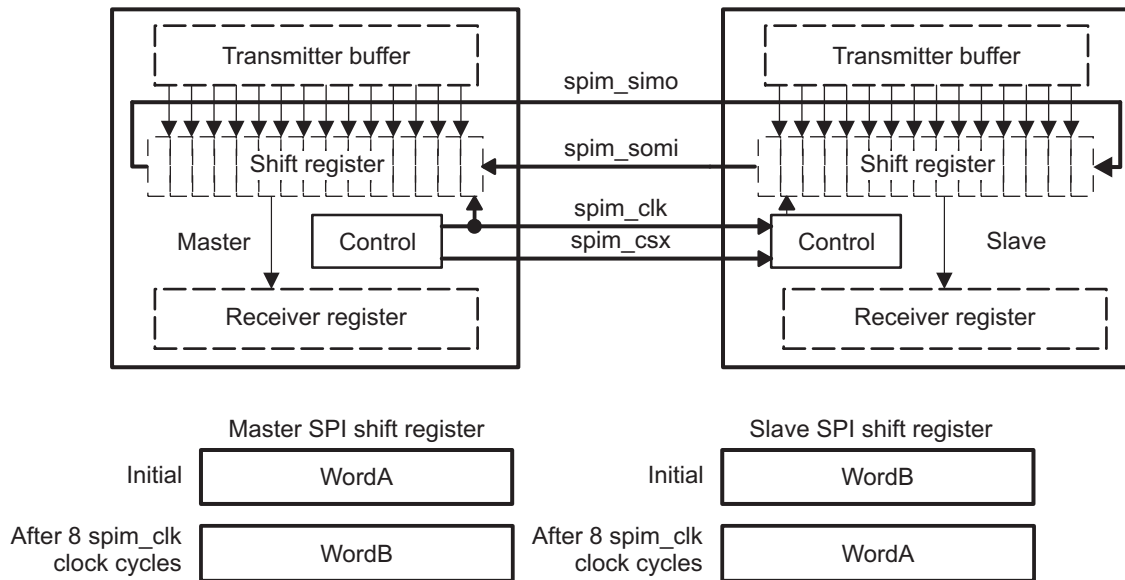 Transmitter buffer
Transmitter buffer
spim_simo
Shift register
spim_somi
Shift register
spim_clk
Master
Control
spim_csx
Control
Slave
Receiver register
Receiver register
Master SPI shift register
Slave SPI shift register
Initial
WordA
Initial
WordB
After 8 spim_clk
clock cycles
WordB
After 8 spim_clk
clock cycles
WordA